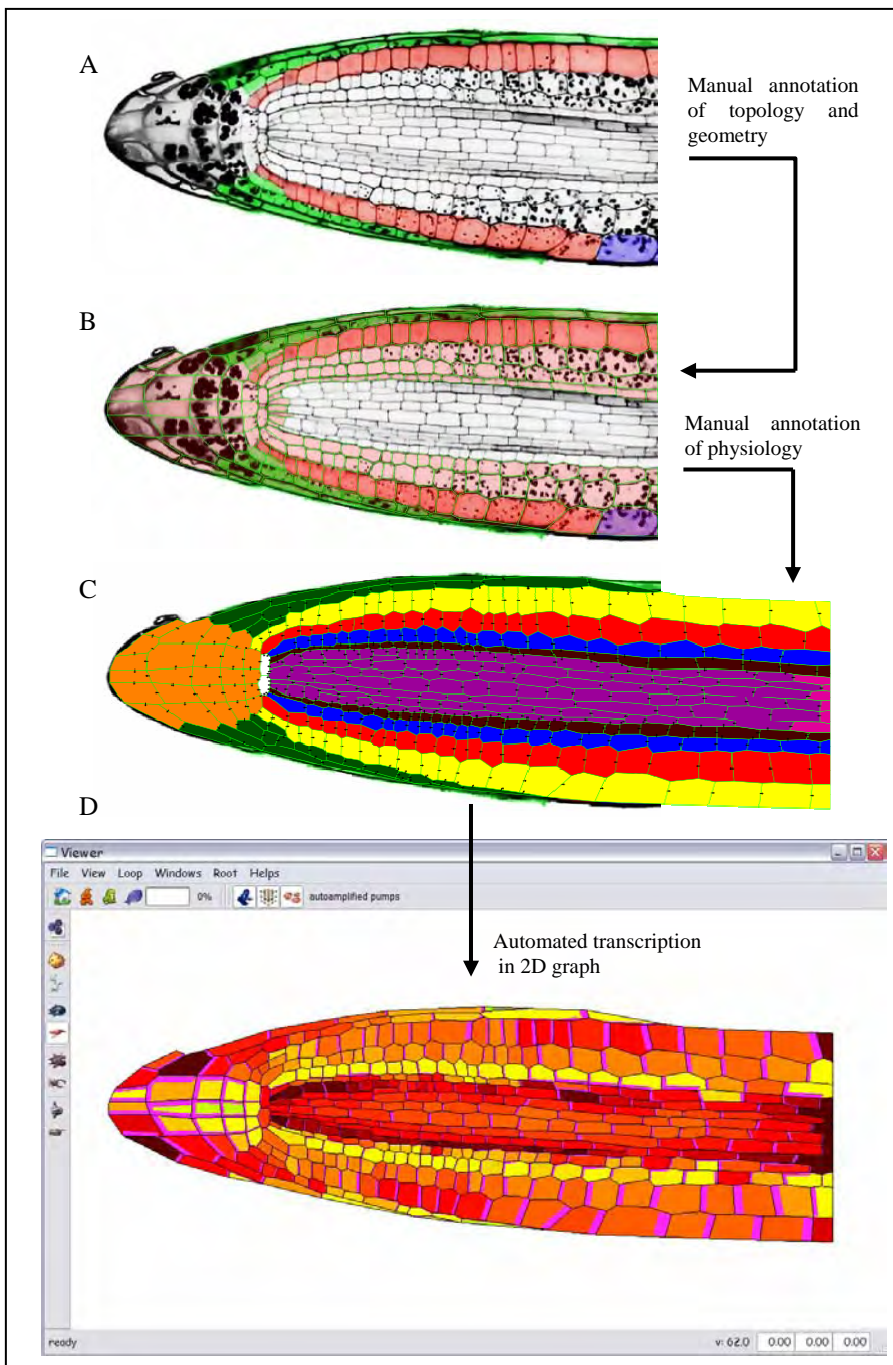 A
Manual annotation
of topology and
geometry
B
Manual annotation
of physiology
C
D
Viewer
File View Loop Windows Root Helps
0% autoamplified pumps
Automated transcription
in 2D graph
ready v: 62.0 0.00 0.00 0.00